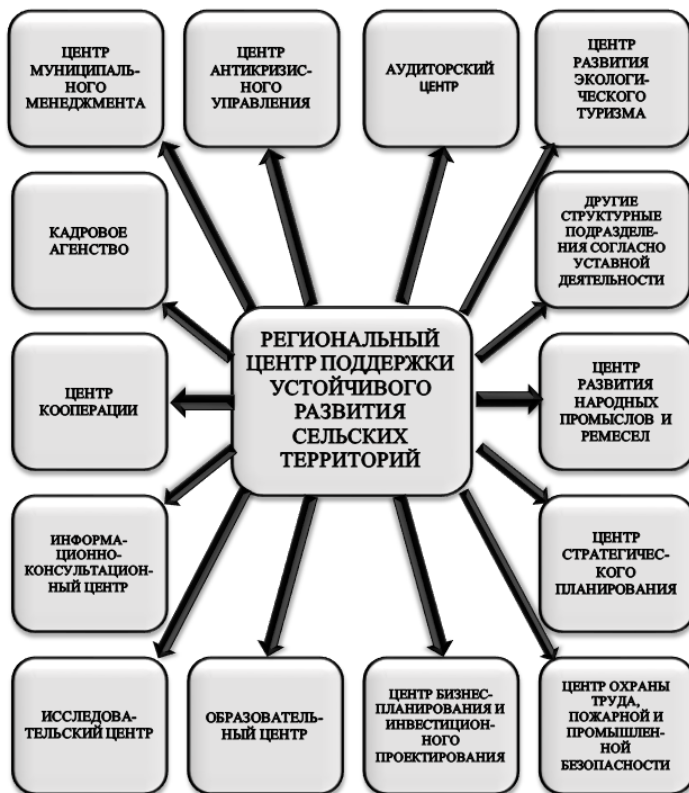 ЦЕНТР
МУНИЦИПАЛЬ-
НОГО
МЕНЕДЖМЕНТА
ЦЕНТР
АНТИКРИЗИС-
НОГО
УПРАВЛЕНИЯ
АУДИТОРСКИЙ
ЦЕНТР
ЦЕНТР
РАЗВИТИЯ
ЭКОЛОГИ-
ЧЕСКОГО
ТУРИЗМА
КАДРОВОЕ
АГЕНСТВО
ДРУГИЕ
СТРУКТУРНЫЕ
ПОДРАЗДЕЛЕ-
НИЯ СОГЛАСНО
УСТАВНОЙ
ДЕЯТЕЛЬНОСТИ
РЕГИОНАЛЬНЫЙ
ЦЕНТР ПОДДЕРЖКИ
УСТОЙЧИВОГО
РАЗВИТИЯ
СЕЛЬСКИХ
ТЕРРИТОРИЙ
ЦЕНТР
КООПЕРАЦИИ
ЦЕНТР
РАЗВИТИЯ
НАРОДНЫХ
ПРОМЫСЛОВ И
РЕМЕСЕЛ
ИНФОРМА-
ЦИОННО-
КОНСУЛЬТАЦИОН-
НЫЙ ЦЕНТР
ЦЕНТР
СТРАТЕГИЧЕС-
КОГО
ПЛАНИРОВАНИЯ
ИССЛЕДОВА-
ТЕЛЬСКИЙ ЦЕНТР
ОБРАЗОВАТЕЛЬ-
НЫЙ ЦЕНТР
ЦЕНТР БИЗНЕС-
ПЛАНИРОВАНИЯ И
ИНВЕСТИЦИОН-
НОГО
ПРОЕКТИРОВАНИЯ
ЦЕНТР ОХРАНЫ
ТРУДА,
ПОЖАРНОЙ И
ПРОМЫШЛЕН-
НОЙ
БЕЗОПАСНОСТИ